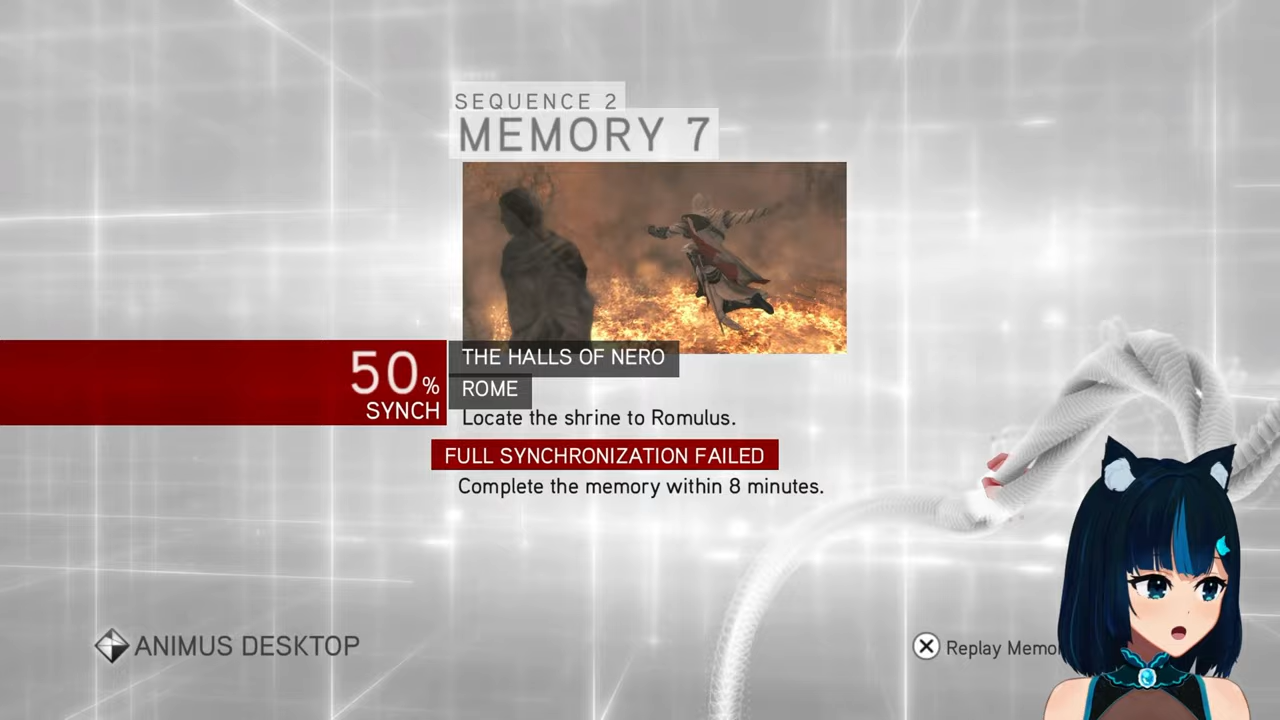 SEQUENCE 2
MEMORY 7
50%
SYNCH
THE HALLS OF NERO
ROME
Locate the shrine to Romulus.
FULL SYNCHRONIZATION FAILED
Complete the memory within 8 minutes.
ANIMUS DESKTOP
Replay Memo